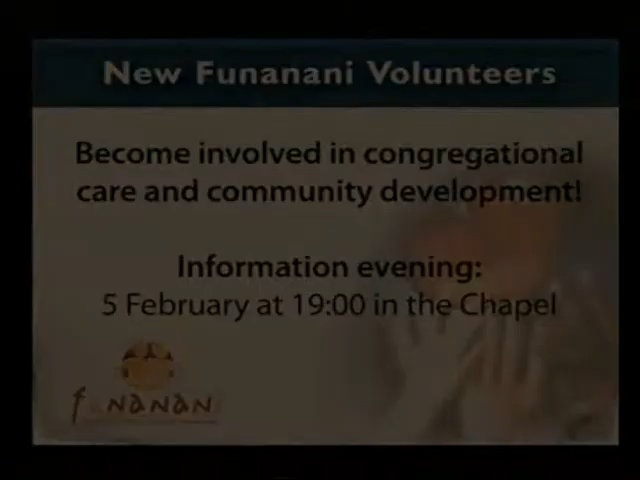 New Funanani Volunteers
Become involved in congregational
care and community development!
Information evening:
5 February at 19:00 in the Chapel
fUNANANI